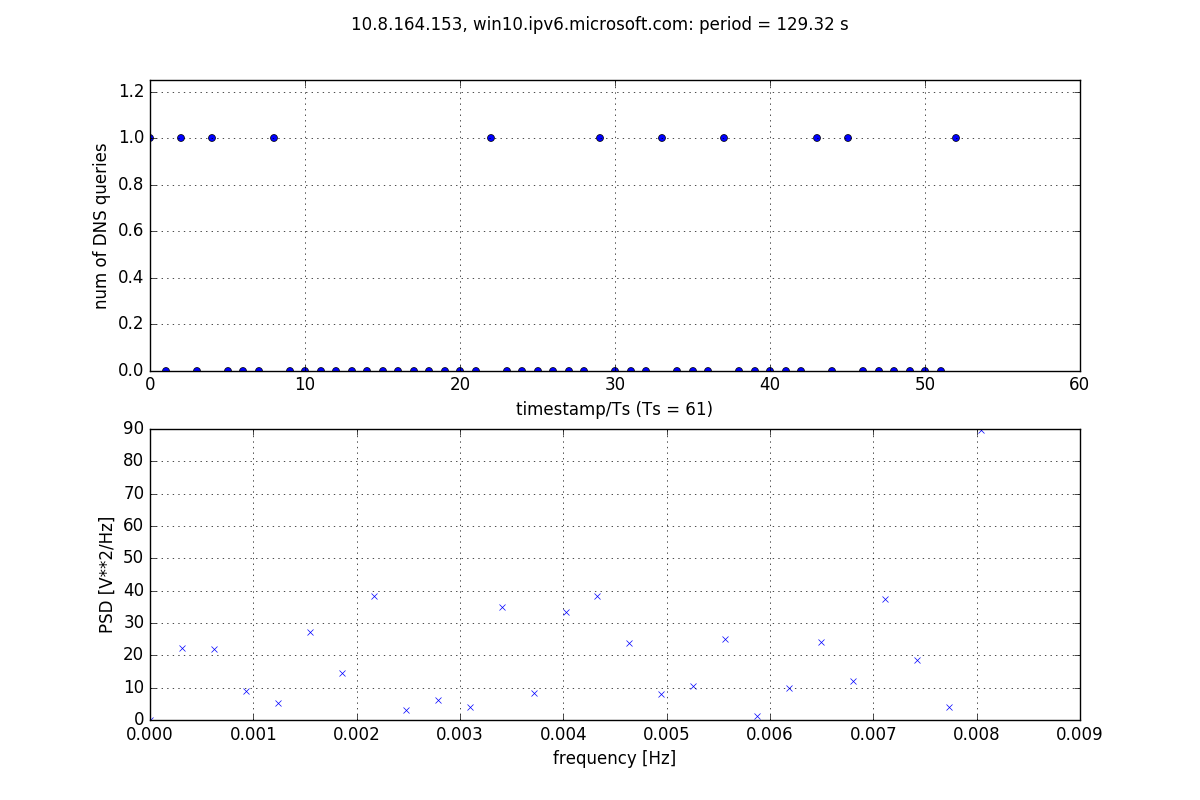 10.8.164.153, win10.ipv6.microsoft.com: period = 129.32 s
num of DNS queries
1.2
1.0
0.8
0.6
0.4
0.2
0.0
0 10 20 30 40 50 60
timestamp/Ts (Ts = 61)
PSD [V**2/Hz]
90
80
70
60
50
40
30
20
10
0
0.000 0.001 0.002 0.003 0.004 0.005 0.006 0.007 0.008 0.009
frequency [Hz]